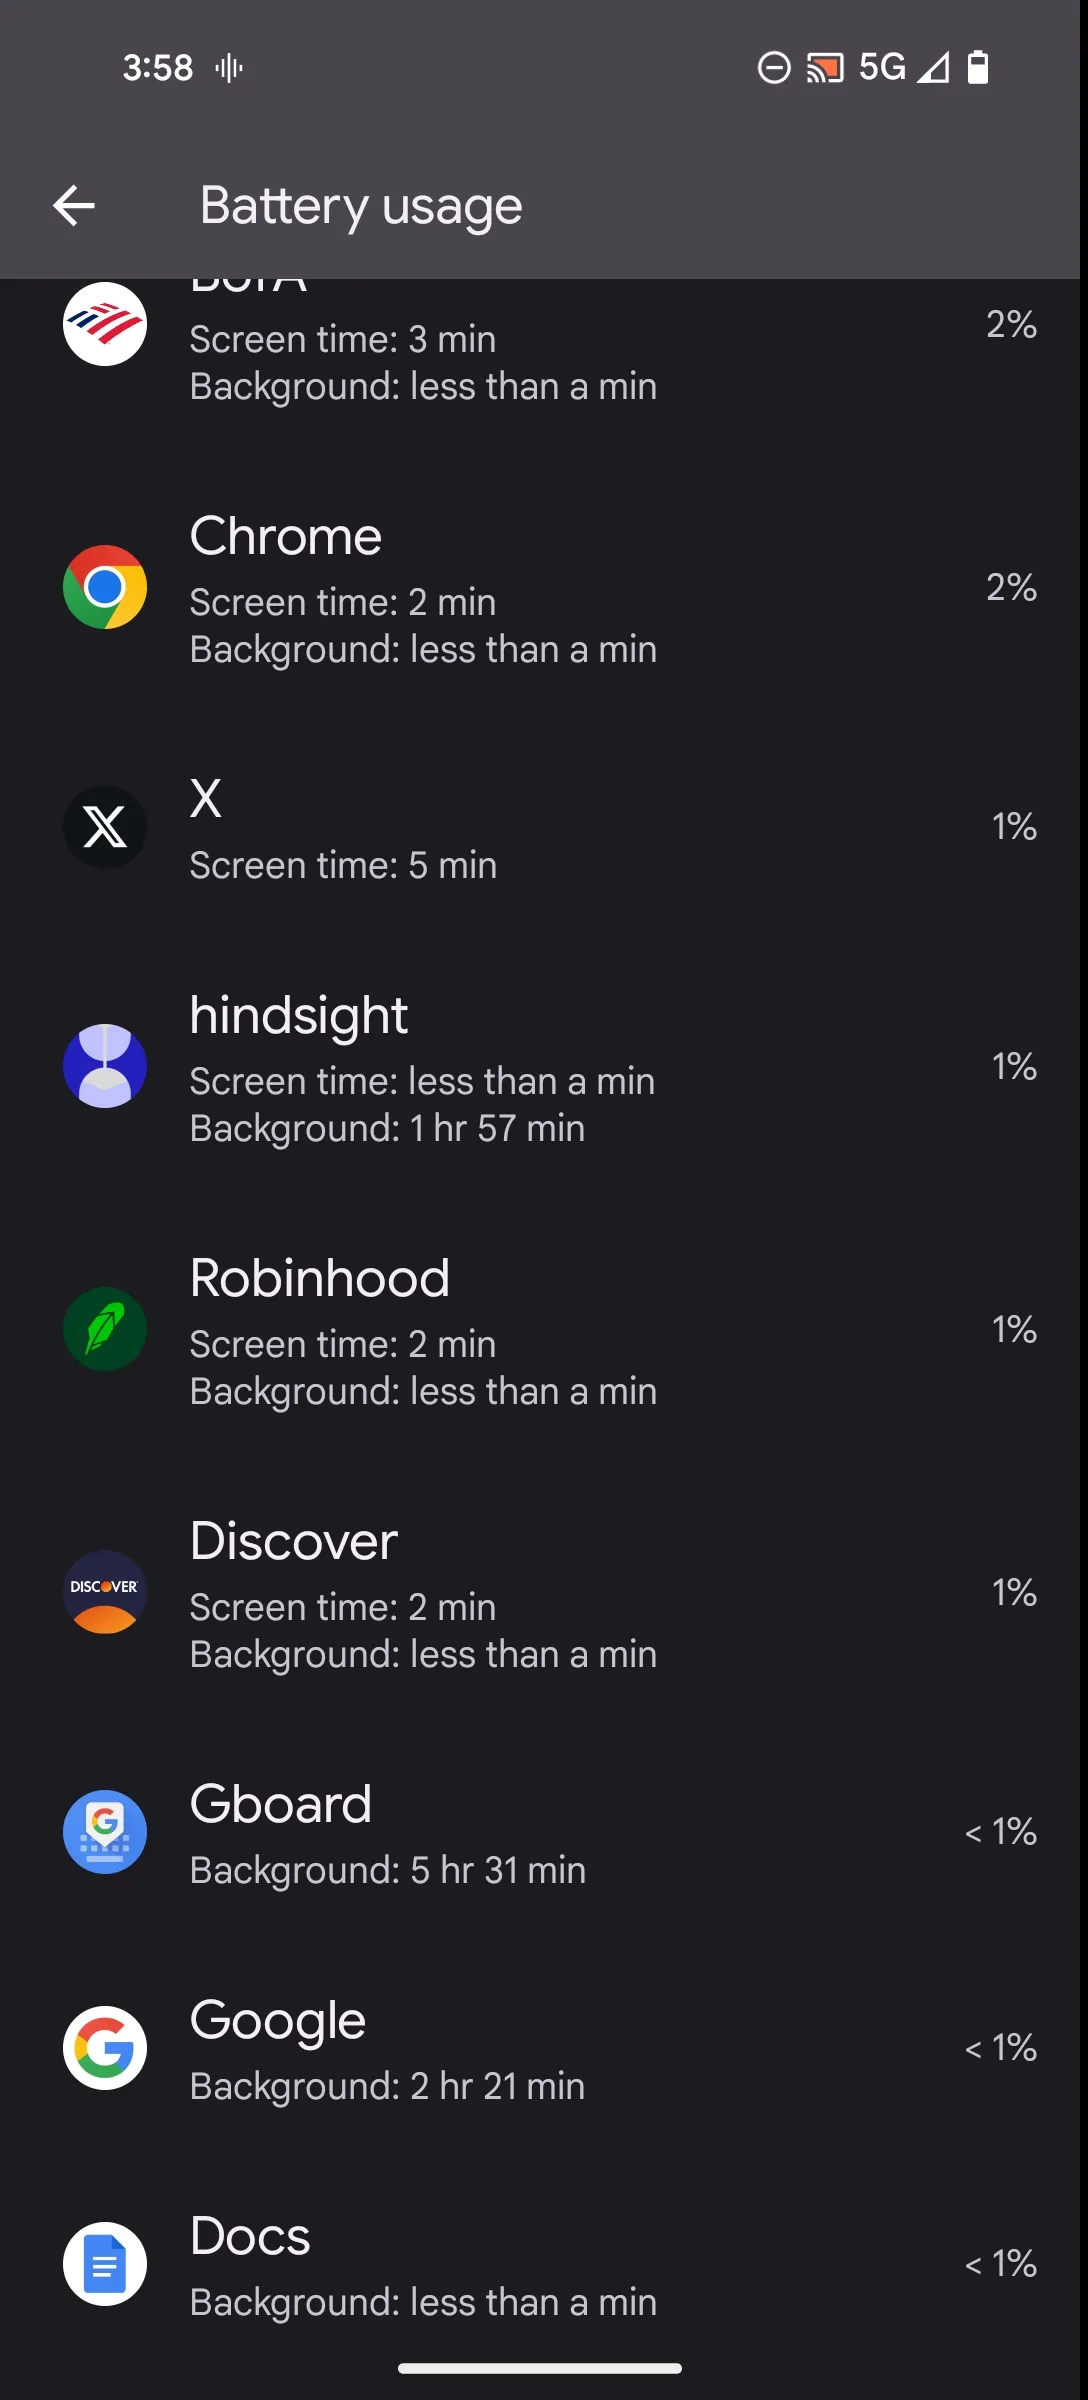 3:58 5G
Battery usage
BofA
Screen time: 3 min
Background: less than a min
2%
Chrome
Screen time: 2 min
Background: less than a min
2%
X
Screen time: 5 min
1%
hindsight
Screen time: less than a min
Background: 1 hr 57 min
1%
Robinhood
Screen time: 2 min
Background: less than a min
1%
DISCOVER
Discover
Screen time: 2 min
Background: less than a min
1%
Gboard
Background: 5 hr 31 min
< 1%
Google
Background: 2 hr 21 min
< 1%
Docs
Background: less than a min
< 1%